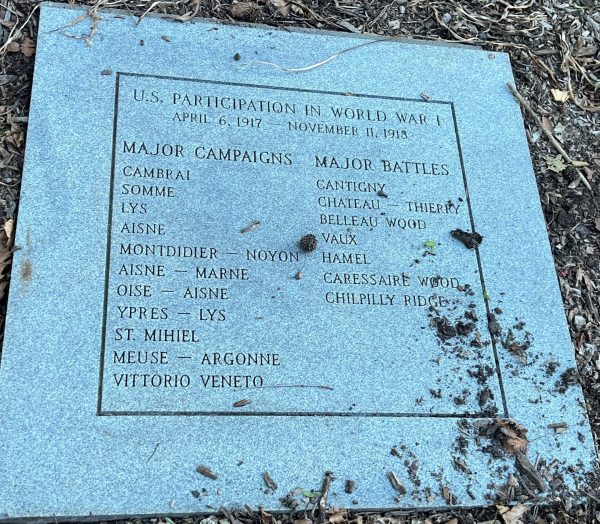 U.S. PARTICIPATION IN WORLD WAR I
APRIL 6, 1917 — NOVEMBER 11, 1918
MAJOR CAMPAIGNS
CAMBRAI
SOMME
LYS
AISNE
MONTDIDIER — NOYON
AISNE — MARNE
OISE — AISNE
YPRES — LYS
ST. MIHIEL
MEUSE — ARGONNE
VITTORIO VENETO
MAJOR BATTLES
CANTIGNY
CHATEAU — THIERRY
BELLEAU WOOD
VAUX
HAMEL
CARESSAIRE WOOD
CHILPILLY RIDGE